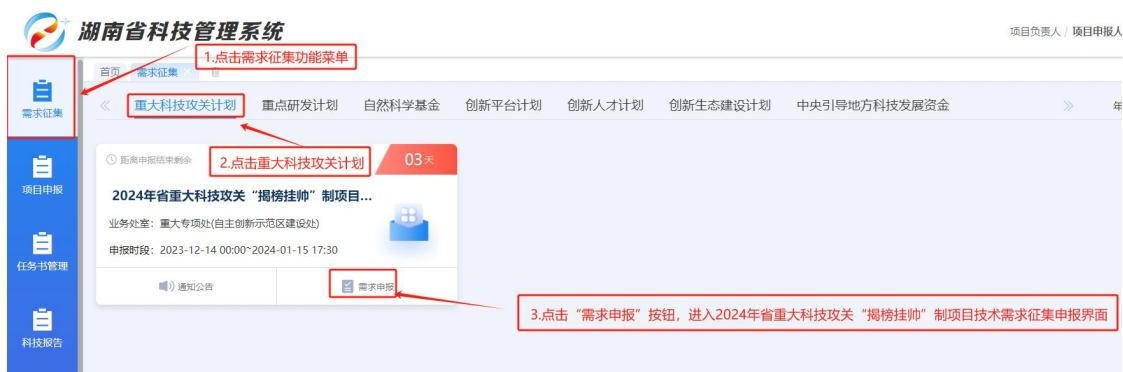 湖南省科技管理系统
项目负责人 / 项目申报人
1.点击需求征集功能菜单
首页 需求征集
需求征集
重大科技攻关计划 重点研发计划 自然科学基金 创新平台计划 创新人才计划 创新生态建设计划 中央引导地方科技发展资金 年
距离申报结束剩余
2.点击重大科技攻关计划
03天
项目申报
2024年省重大科技攻关“揭榜挂帅”制项目...
业务处室：重大专项处(自主创新示范区建设处)
申报时段：2023-12-14 00:00~2024-01-15 17:30
任务书管理
通知公告
需求申报
3.点击“需求申报”按钮，进入2024年省重大科技攻关“揭榜挂帅”制项目技术需求征集申报界面
科技报告